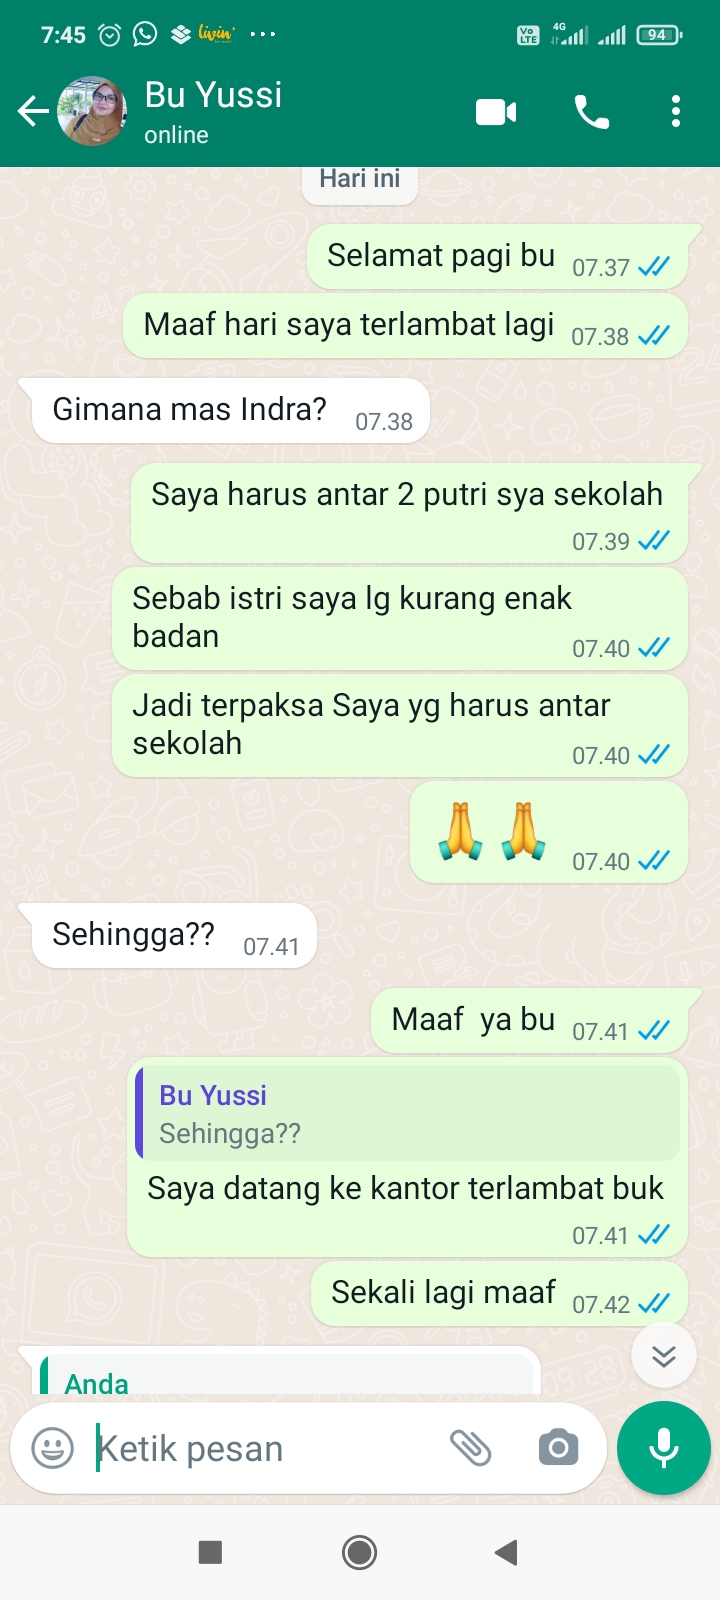 7:45
livin'
Vo LTE
4G
94
Bu Yussi
online
Hari ini
Selamat pagi bu 07.37
Maaf hari saya terlambat lagi 07.38
Gimana mas Indra? 07.38
Saya harus antar 2 putri sya sekolah
07.39
Sebab istri saya lg kurang enak
badan 07.40
Jadi terpaksa Saya yg harus antar
sekolah 07.40
🙏 🙏 07.40
Sehingga?? 07.41
Maaf  ya bu 07.41
Bu Yussi
Sehingga??
Saya datang ke kantor terlambat buk
07.41
Sekali lagi maaf 07.42
Anda
Ketik pesan